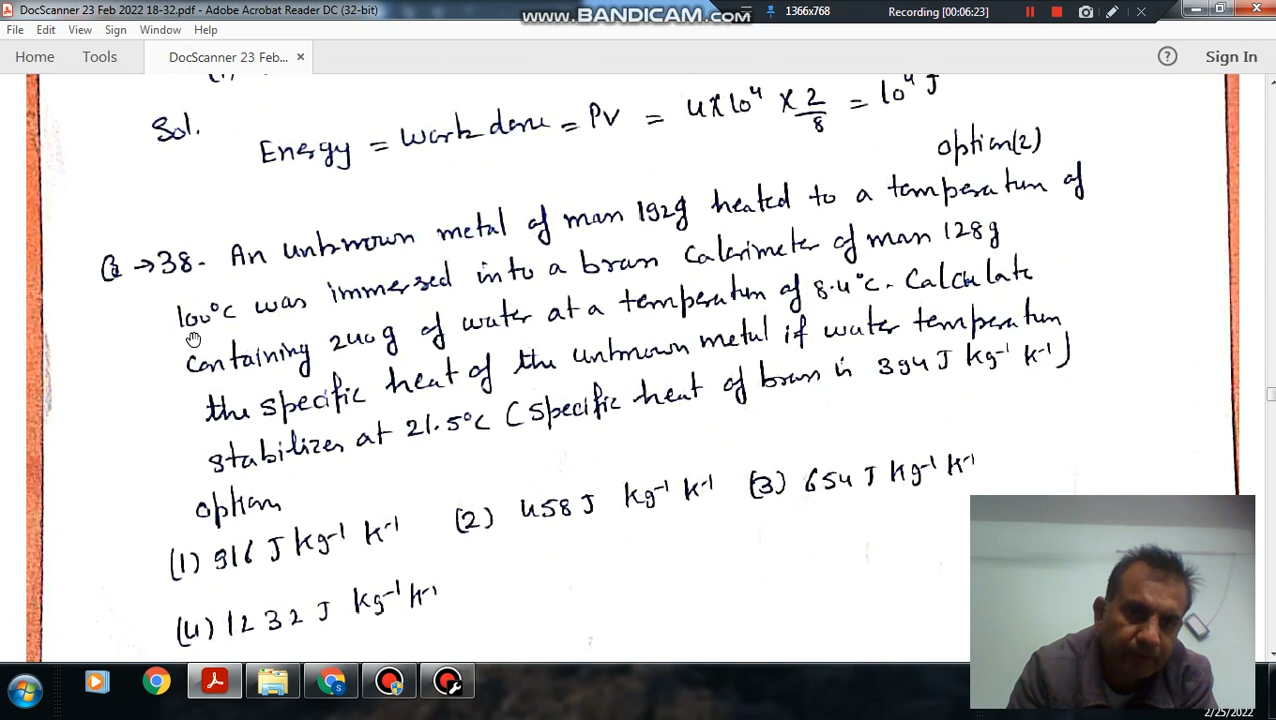 DocScanner 23 Feb 2022 18-32.pdf - Adobe Acrobat Reader DC (32-bit)
www.BANDICAM.com
1366x768
Recording [00:06:23]
File Edit View Sign Window Help
Home Tools DocScanner 23 Feb... × Sign In
Sol. Energy = Work done = PV = 4×10⁴ × 2/8 = 10⁴ J
option(2)
Q → 38. An unknown metal of mass 192g heated to a temperature of
100°C was immersed into a brass calorimeter of mass 128g
containing 240g of water at a temperature of 8.4°C. Calculate
the specific heat of the unknown metal if water temperature
stabilizes at 21.5°C (Specific heat of brass is 394 J kg⁻¹ K⁻¹)
option
(1) 916 J kg⁻¹ K⁻¹ (2) 458 J kg⁻¹ K⁻¹ (3) 654 J kg⁻¹ K⁻¹
(4) 1232 J kg⁻¹ K⁻¹
2/25/2022